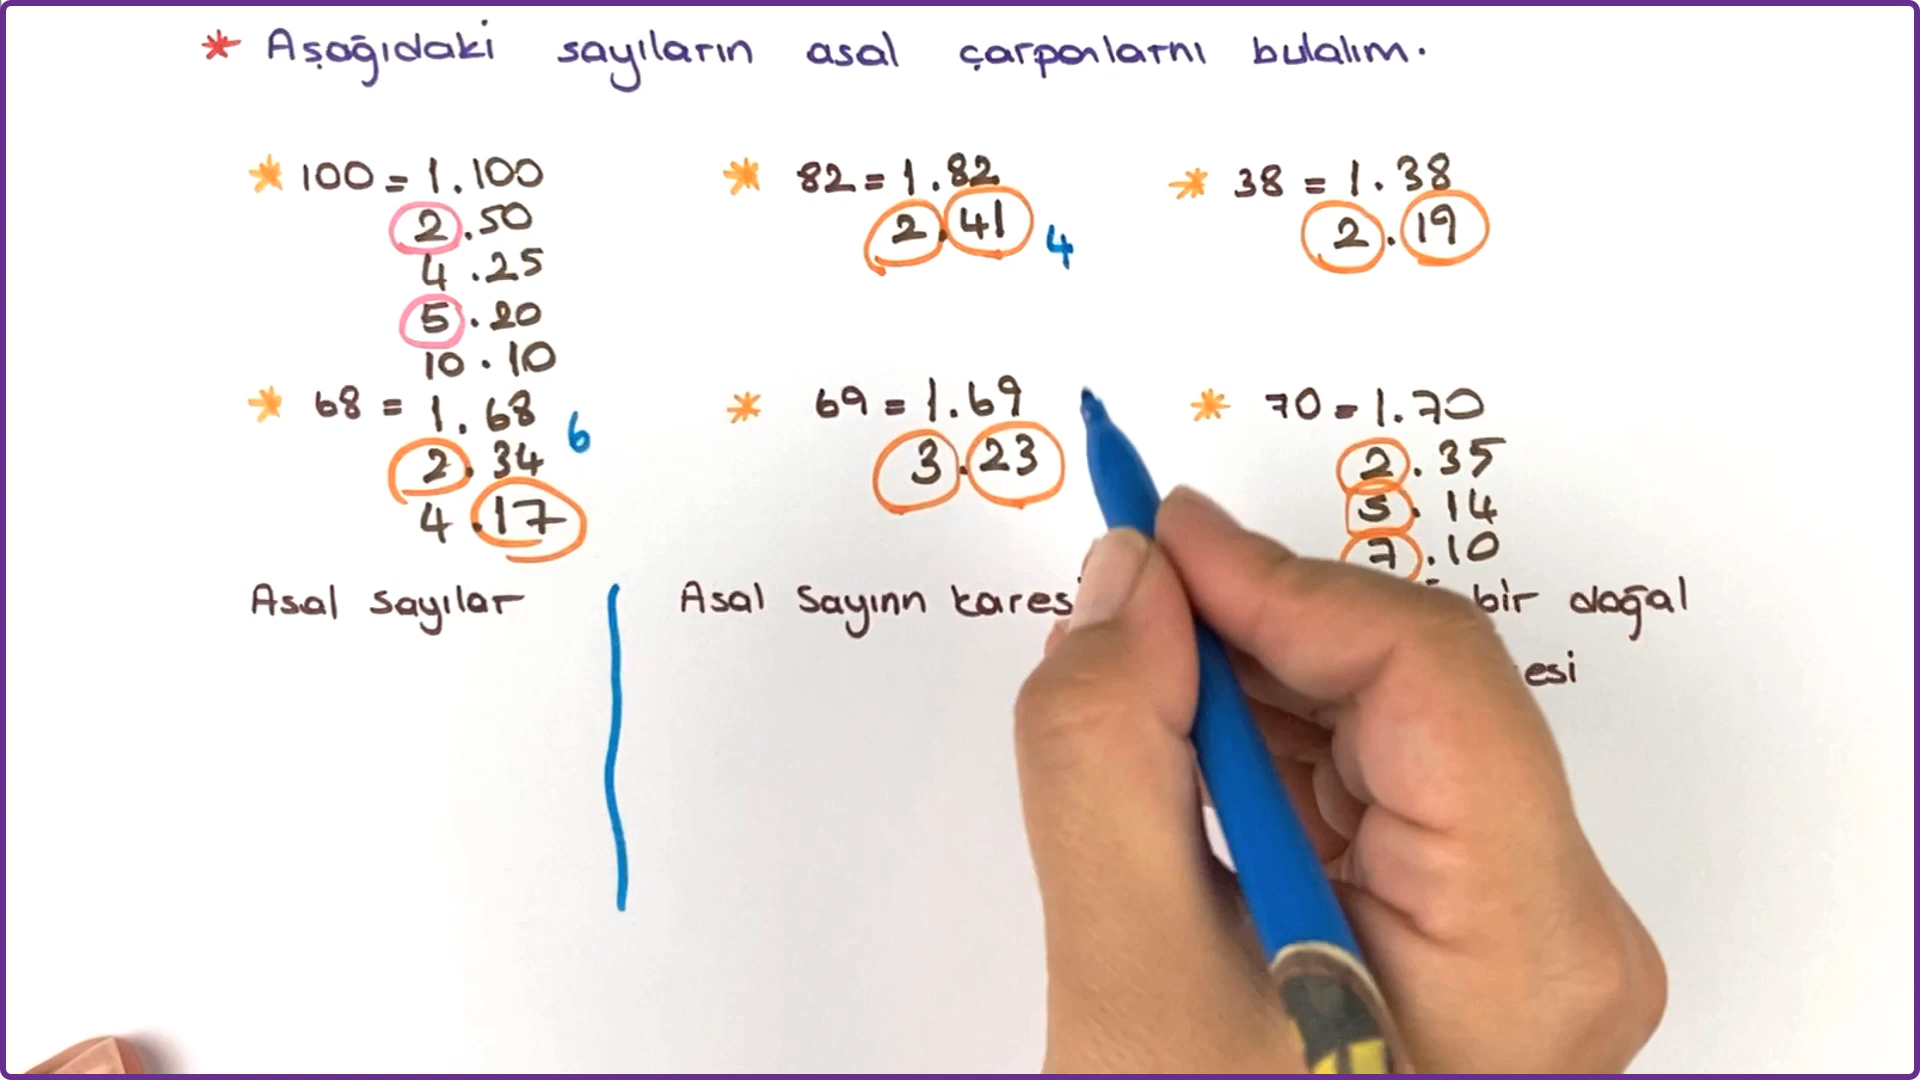 * Aşağıdaki sayıların asal çarpanlarnı bulalım.
* 100 = 1.100
2.50
4.25
5.20
10.10
* 82 = 1.82
2.41
4
* 38 = 1.38
2.19
* 68 = 1.68
2.34
4.17
6
* 69 = 1.69
3.23
* 70 = 1.70
2.35
5.14
7.10
Asal sayılar
Asal Sayının kares
bir doğal
esi